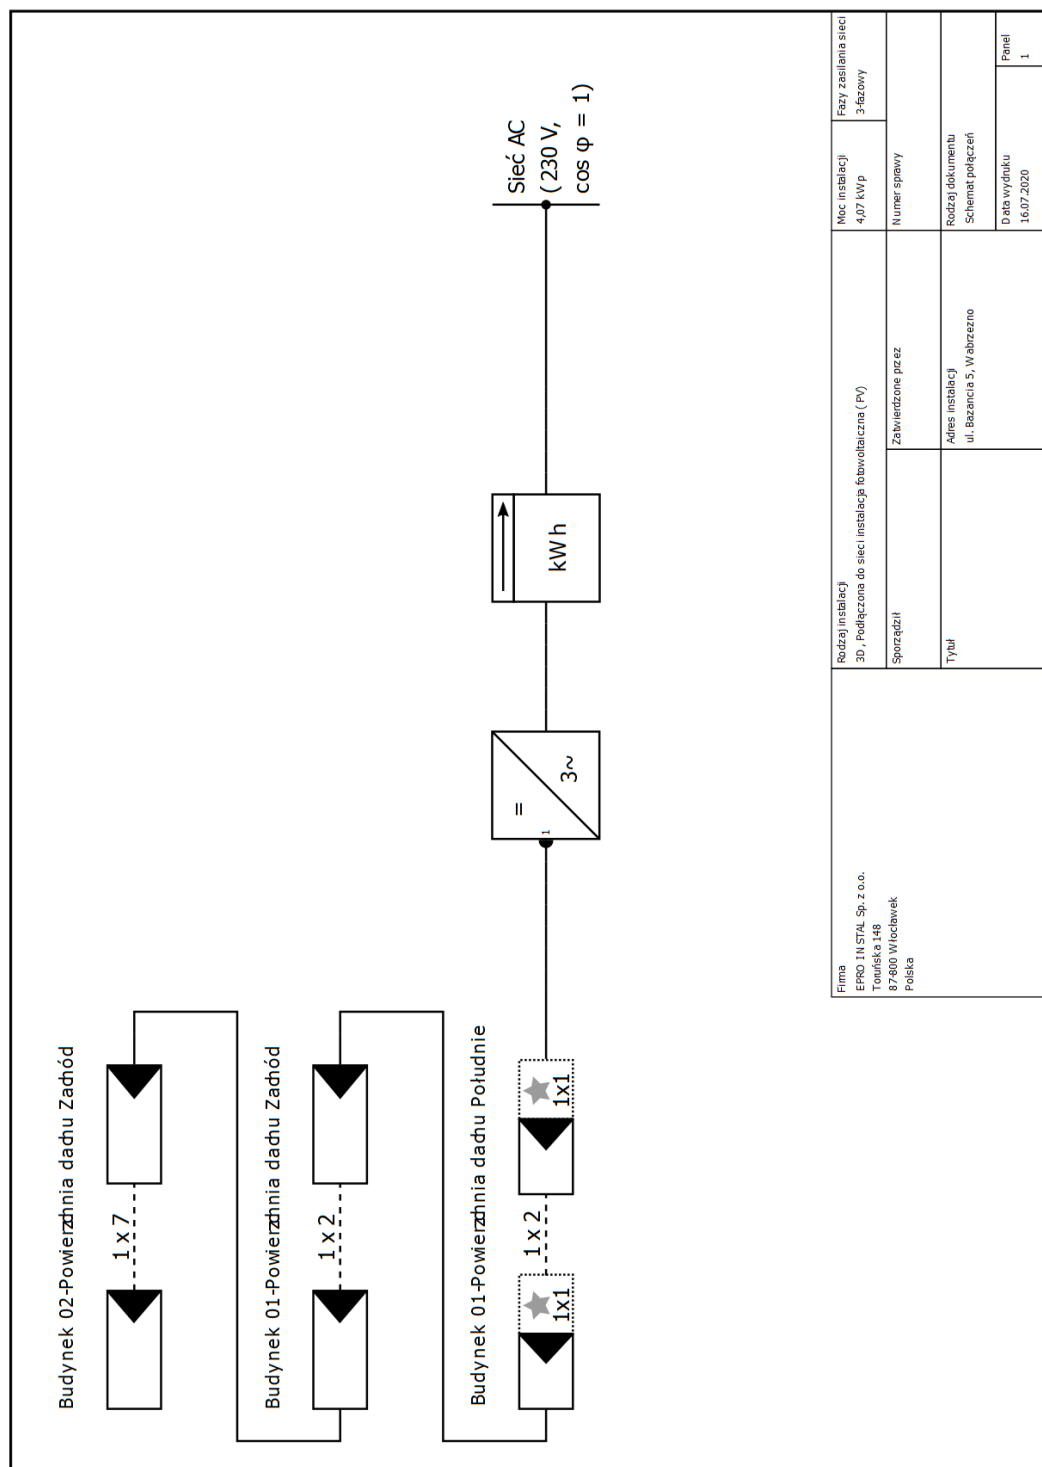 Budynek 02-Powierzchnia dachu Zachód
1 x 7
Budynek 01-Powierzchnia dachu Zachód
1 x 2
Budynek 01-Powierzchnia dachu Południe
1x1
1 x 2
1x1
=
1
3~
kWh
Sieć AC
(230 V,
cos φ = 1)
Firma
EPRO INSTAL Sp. z o.o.
Toruńska 148
87-800 Włocławek
Polska
Rodzaj instalacji
3D, Podłączona do sieci instalacja fotowoltaiczna (PV)
Moc instalacji
4,07 kWp
Fazy zasilania sieci
3-fazowy
Sporządził
Zatwierdzone przez
Numer sprawy
Tytuł
Adres instalacji
ul. Bazancia 5, Wabrzezno
Rodzaj dokumentu
Schemat połączeń
Data wydruku
16.07.2020
Panel
1